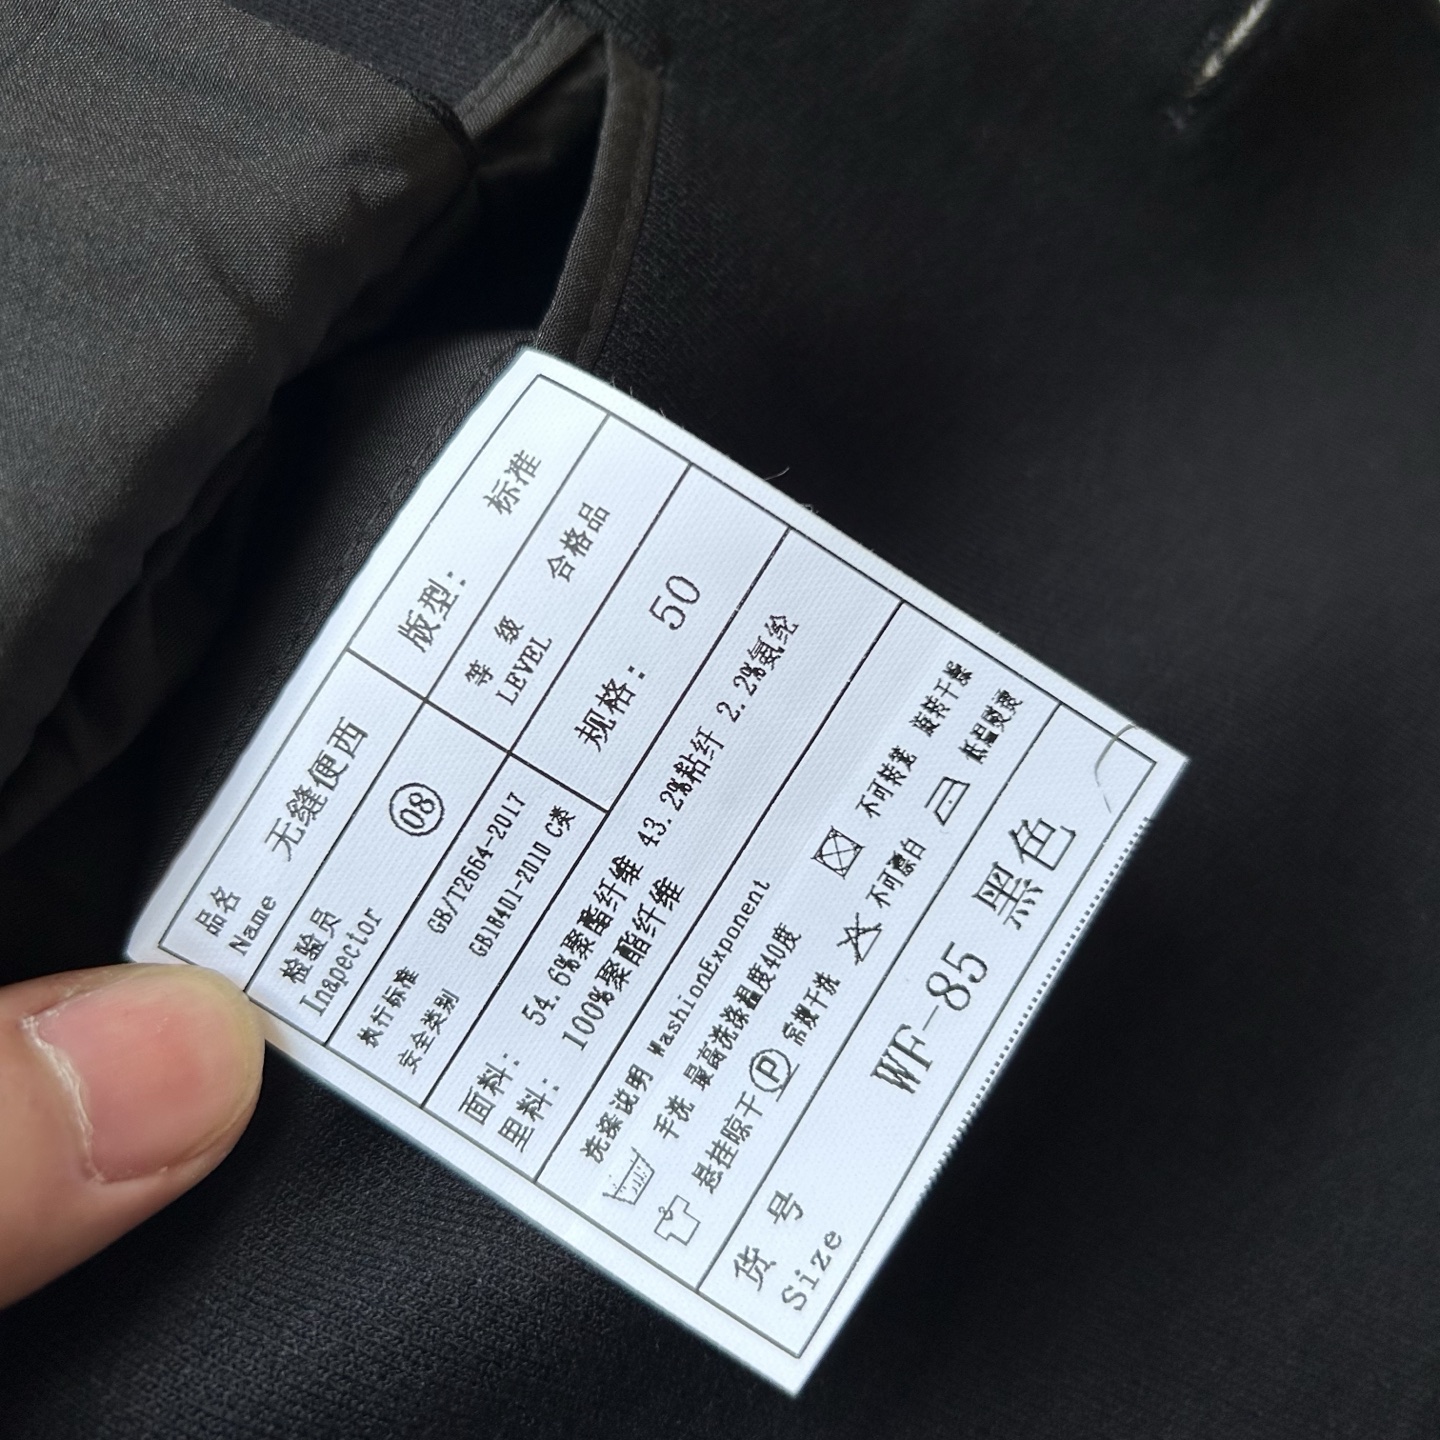 品名 无缝便西 版型: 标准
Name
检验员 08 等 级 合格品
Inapector LEVEL
执行标准 GB/T2664-2017 规格: 50
安全类别 GB18401-2010 C类
面料: 54.6%聚酯纤维 43.2%粘纤 2.2%氨纶
里料: 100%聚酯纤维
洗涤说明 WashionExponent
手洗 最高洗涤温度40度 不可转笼 旋转干燥
悬挂晾干 P 常规干洗 不可漂白 低温熨烫
货 号 WF-85 黑色
Size